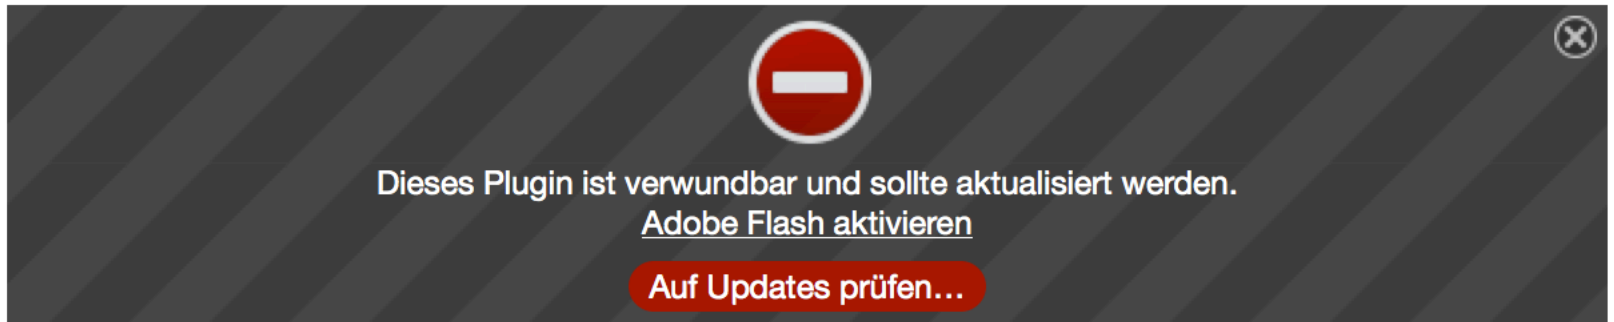 Dieses Plugin ist verwundbar und sollte aktualisiert werden.
Adobe Flash aktivieren
Auf Updates prüfen…